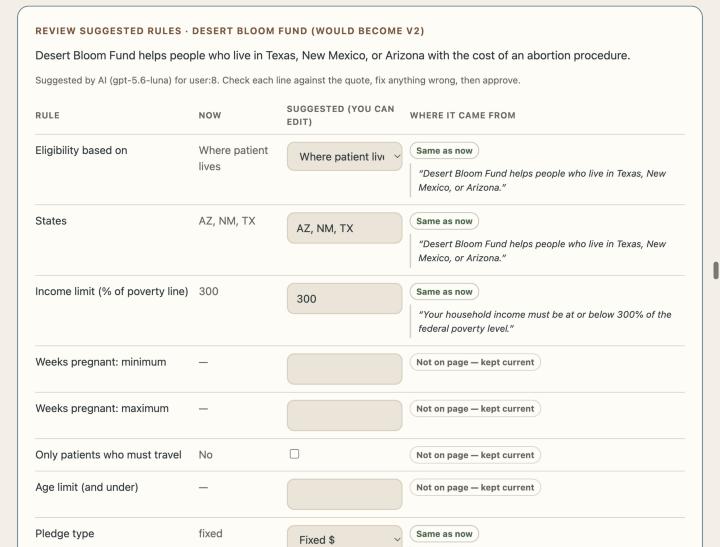 REVIEW SUGGESTED RULES · DESERT BLOOM FUND (WOULD BECOME V2)
Desert Bloom Fund helps people who live in Texas, New Mexico, or Arizona with the cost of an abortion procedure.
Suggested by AI (gpt-5.6-luna) for user:8. Check each line against the quote, fix anything wrong, then approve.
RULE NOW SUGGESTED (YOU CAN EDIT) WHERE IT CAME FROM
Eligibility based on
Where patient
lives
Where patient live
Same as now
“Desert Bloom Fund helps people who live in Texas, New
Mexico, or Arizona.”
States
AZ, NM, TX
AZ, NM, TX
Same as now
“Desert Bloom Fund helps people who live in Texas, New
Mexico, or Arizona.”
Income limit (% of poverty line)
300
300
Same as now
“Your household income must be at or below 300% of the
federal poverty level.”
Weeks pregnant: minimum
—
Not on page — kept current
Weeks pregnant: maximum
—
Not on page — kept current
Only patients who must travel
No
Not on page — kept current
Age limit (and under)
—
Not on page — kept current
Pledge type
fixed
Fixed $
Same as now